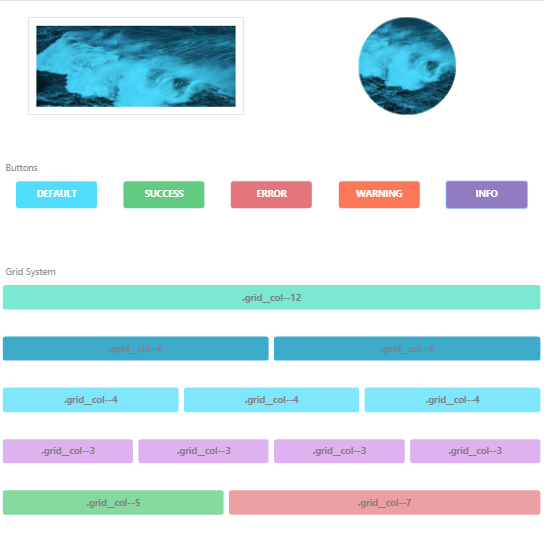 Buttons
DEFAULT SUCCESS ERROR WARNING INFO
Grid System
.grid__col--12
.grid__col--6 .grid__col--6
.grid__col--4 .grid__col--4 .grid__col--4
.grid__col--3 .grid__col--3 .grid__col--3 .grid__col--3
.grid__col--5 .grid__col--7